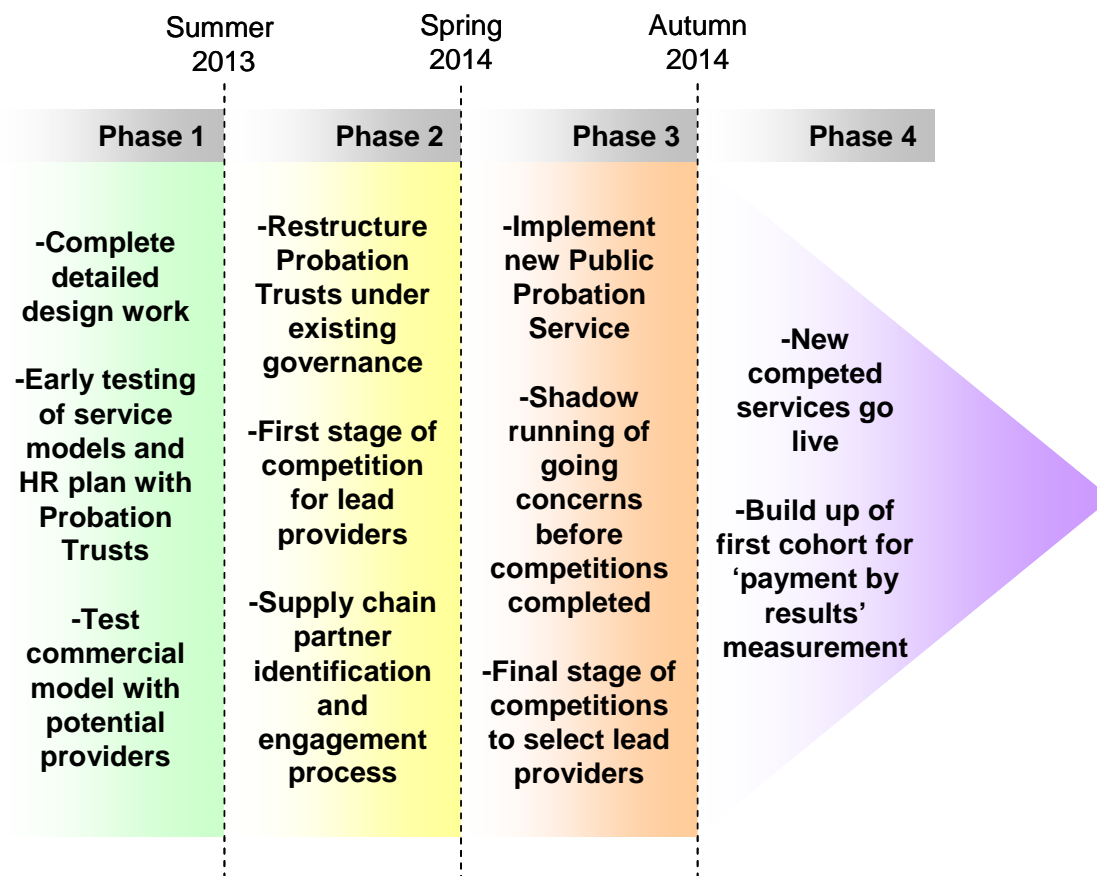 Summer
2013
Spring
2014
Autumn
2014
Phase 1
Phase 2
Phase 3
Phase 4
-Complete
detailed
design work
-Early testing
of service
models and
HR plan with
Probation
Trusts
-Test
commercial
model with
potential
providers
-Restructure
Probation
Trusts under
existing
governance
-First stage of
competition
for lead
providers
-Supply chain
partner
identification
and
engagement
process
-Implement
new Public
Probation
Service
-Shadow
running of
going
concerns
before
competitions
completed
-Final stage of
competitions
to select lead
providers
-New
competed
services go
live
-Build up of
first cohort for
‘payment by
results’
measurement